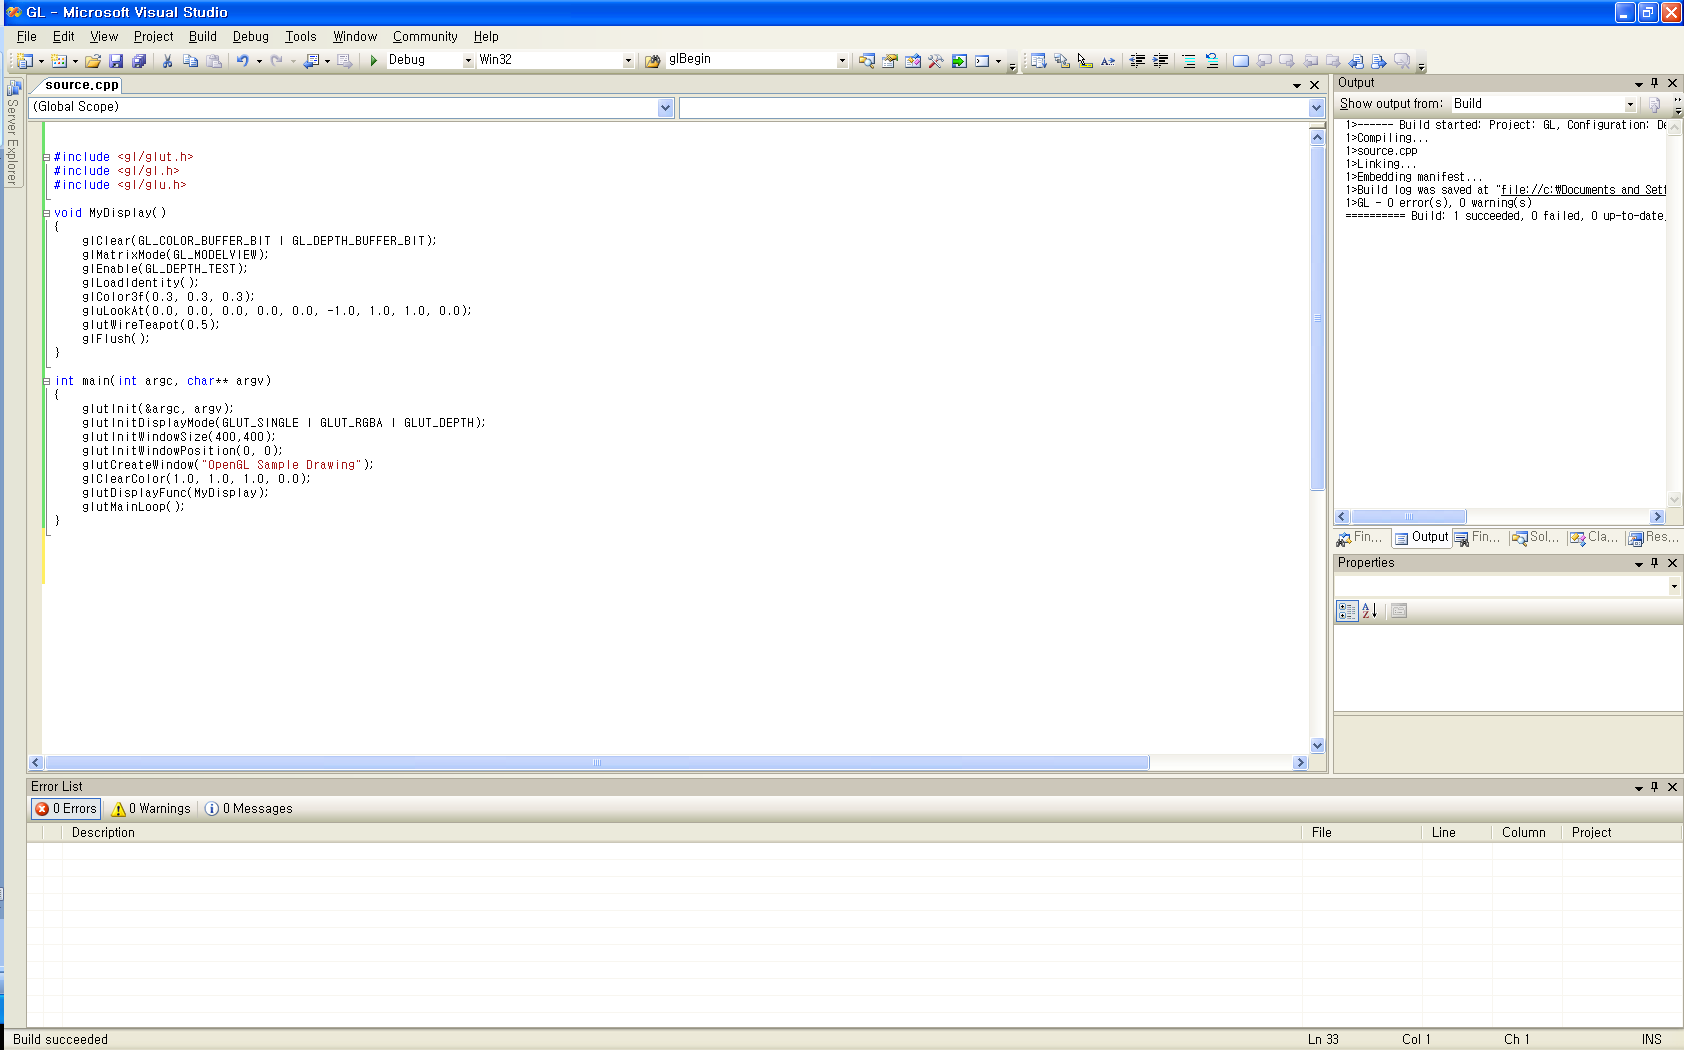 GL - Microsoft Visual Studio
File Edit View Project Build Debug Tools Window Community Help
Debug Win32 glBegin
Server Explorer
source.cpp
(Global Scope)
#include <gl/glut.h>
#include <gl/gl.h>
#include <gl/glu.h>
void MyDisplay()
{
glClear(GL_COLOR_BUFFER_BIT | GL_DEPTH_BUFFER_BIT);
glMatrixMode(GL_MODELVIEW);
glEnable(GL_DEPTH_TEST);
glLoadIdentity();
glColor3f(0.3, 0.3, 0.3);
gluLookAt(0.0, 0.0, 0.0, 0.0, 0.0, -1.0, 1.0, 1.0, 0.0);
glutWireTeapot(0.5);
glFlush();
}
int main(int argc, char** argv)
{
glutInit(&argc, argv);
glutInitDisplayMode(GLUT_SINGLE | GLUT_RGBA | GLUT_DEPTH);
glutInitWindowSize(400,400);
glutInitWindowPosition(0, 0);
glutCreateWindow("OpenGL Sample Drawing");
glClearColor(1.0, 1.0, 1.0, 0.0);
glutDisplayFunc(MyDisplay);
glutMainLoop();
}
Output
Show output from: Build
1>------ Build started: Project: GL, Configuration: De
1>Compiling...
1>source.cpp
1>Linking...
1>Embedding manifest...
1>Build log was saved at "file://c:₩Documents and Sett
1>GL - 0 error(s), 0 warning(s)
========== Build: 1 succeeded, 0 failed, 0 up-to-date,
Fin... Output Fin... Sol... Cla... Res...
Properties
Error List
0 Errors 0 Warnings 0 Messages
Description File Line Column Project
Build succeeded Ln 33 Col 1 Ch 1 INS